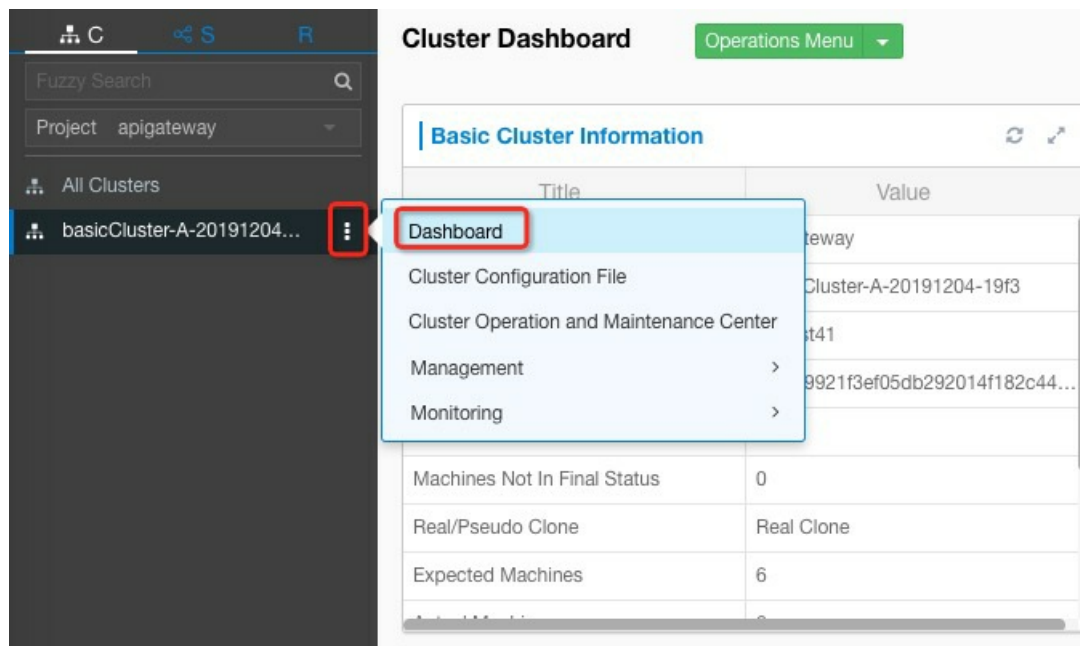 C S R
Fuzzy Search
Project apigateway
All Clusters
basicCluster-A-20191204...
Cluster Dashboard
Operations Menu
Basic Cluster Information
Title Value
Dashboard
Cluster Configuration File
Cluster Operation and Maintenance Center
Management
Monitoring
teway
Cluster-A-20191204-19f3
st41
9921f3ef05db292014f182c44...
Machines Not In Final Status 0
Real/Pseudo Clone Real Clone
Expected Machines 6